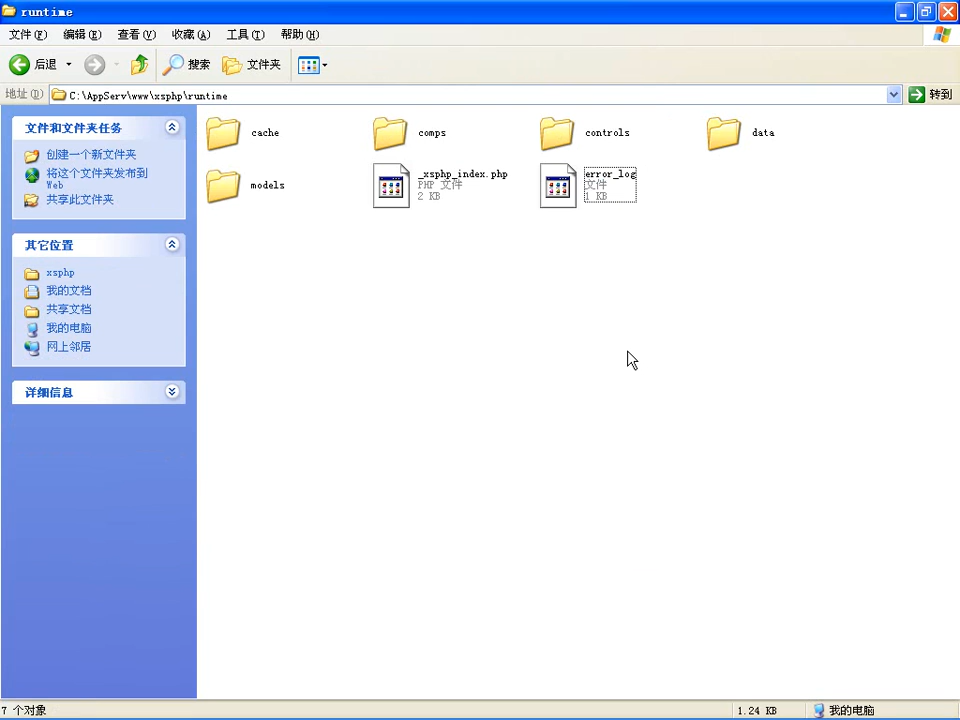 runtime
文件(F) 编辑(E) 查看(V) 收藏(A) 工具(T) 帮助(H)
后退 搜索 文件夹
地址(D) C:\AppServ\www\xsphp\runtime 转到
文件和文件夹任务
创建一个新文件夹
将这个文件夹发布到
Web
共享此文件夹
其它位置
xsphp
我的文档
共享文档
我的电脑
网上邻居
详细信息
cache
comps
controls
data
models
_xsphp_index.php
PHP 文件
2 KB
error_log
文件
1 KB
7 个对象
1.24 KB
我的电脑